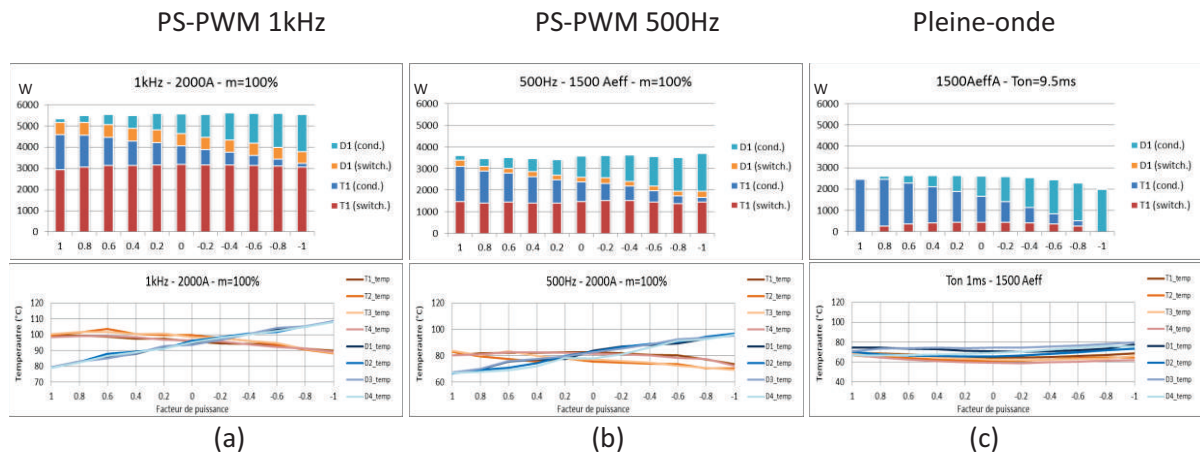 PS-PWM 1kHz
PS-PWM 500Hz
Pleine-onde
1kHz - 2000A - m=100%
W
6000
5000
4000
3000
2000
1000
0
1 0.8 0.6 0.4 0.2 0 -0.2 -0.4 -0.6 -0.8 -1
D1 (cond.)
D1 (switch.)
T1 (cond.)
T1 (switch.)
500Hz - 1500 Aeff - m=100%
W
6000
5000
4000
3000
2000
1000
0
1 0.8 0.6 0.4 0.2 0 -0.2 -0.4 -0.6 -0.8 -1
D1 (cond.)
D1 (switch.)
T1 (cond.)
T1 (switch.)
1500AeffA - Ton=9.5ms
W
6000
5000
4000
3000
2000
1000
0
1 0.8 0.6 0.4 0.2 0 -0.2 -0.4 -0.6 -0.8 -1
D1 (cond.)
D1 (switch.)
T1 (cond.)
T1 (switch.)
1kHz - 2000A - m=100%
Temperautre (°C)
120
110
100
90
80
70
1 0.8 0.6 0.4 0.2 0 -0.2 -0.4 -0.6 -0.8 -1
Facteur de puissance
T1_temp
T2_temp
T3_temp
T4_temp
D1_temp
D2_temp
D3_temp
D4_temp
500Hz - 2000A - m=100%
Temperautre (°C)
120
100
80
60
1 0.8 0.6 0.4 0.2 0 -0.2 -0.4 -0.6 -0.8 -1
Facteur de puissance
T1_temp
T2_temp
T3_temp
T4_temp
D1_temp
D2_temp
D3_temp
D4_temp
Ton 1ms - 1500 Aeff
Temperautre (°C)
120
100
80
60
40
1 0.8 0.6 0.4 0.2 0 -0.2 -0.4 -0.6 -0.8 -1
Facteur de puissance
T1_temp
T2_temp
T3_temp
T4_temp
D1_temp
D2_temp
D3_temp
D4_temp
(a)
(b)
(c)